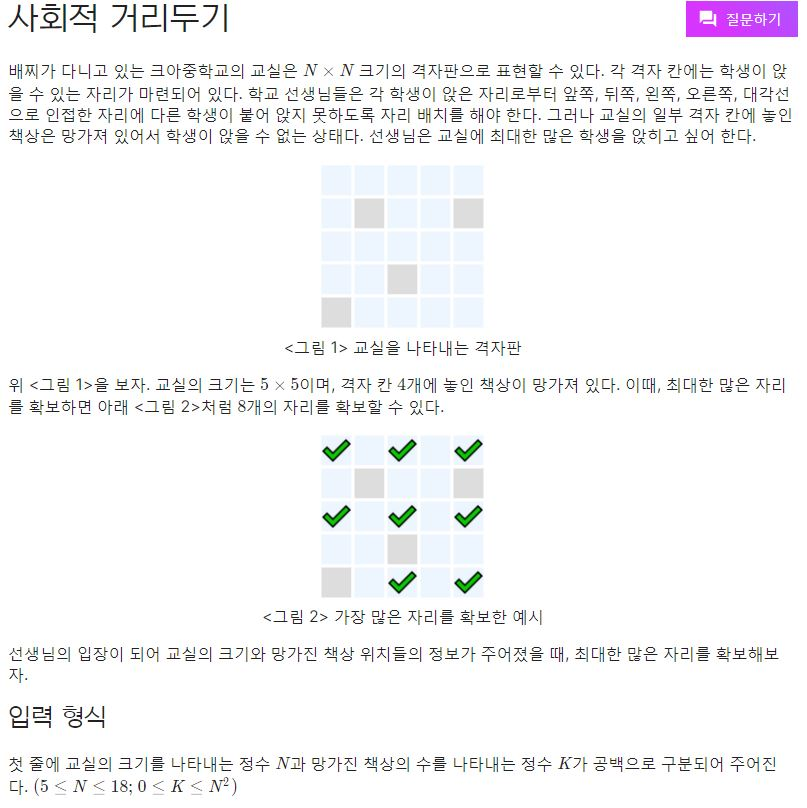 사회적 거리두기
질문하기
배찌가 다니고 있는 크아중학교의 교실은 N × N 크기의 격자판으로 표현할 수 있다. 각 격자 칸에는 학생이 앉
을 수 있는 자리가 마련되어 있다. 학교 선생님들은 각 학생이 앉은 자리로부터 앞쪽, 뒤쪽, 왼쪽, 오른쪽, 대각선
으로 인접한 자리에 다른 학생이 붙어 앉지 못하도록 자리 배치를 해야 한다. 그러나 교실의 일부 격자 칸에 놓인
책상은 망가져 있어서 학생이 앉을 수 없는 상태다. 선생님은 교실에 최대한 많은 학생을 앉히고 싶어 한다.
<그림 1> 교실을 나타내는 격자판
위 <그림 1>을 보자. 교실의 크기는 5 × 5이며, 격자 칸 4개에 놓인 책상이 망가져 있다. 이때, 최대한 많은 자리
를 확보하면 아래 <그림 2>처럼 8개의 자리를 확보할 수 있다.
<그림 2> 가장 많은 자리를 확보한 예시
선생님의 입장이 되어 교실의 크기와 망가진 책상 위치들의 정보가 주어졌을 때, 최대한 많은 자리를 확보해보
자.
입력 형식
첫 줄에 교실의 크기를 나타내는 정수 N과 망가진 책상의 수를 나타내는 정수 K가 공백으로 구분되어 주어진
다. (5 ≤ N ≤ 18; 0 ≤ K ≤ N²)